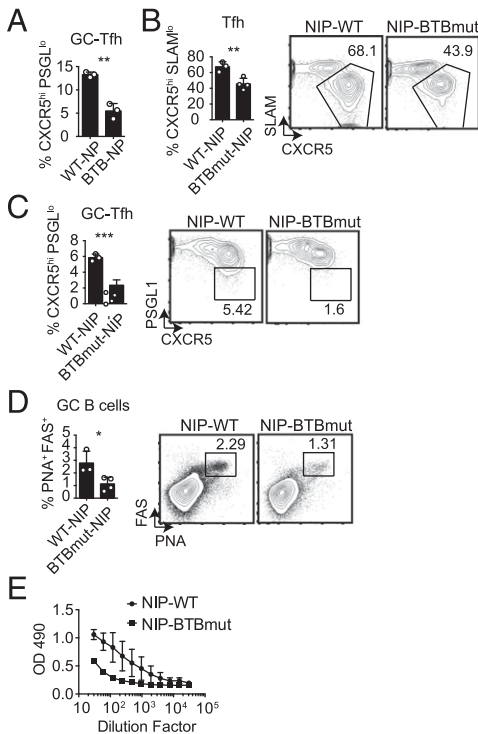 A
GC-Tfh
% CXCR5hi PSGLlo
15
10
5
0
**
WT-NP
BTB-NP
B
Tfh
% CXCR5hi SLAMlo
80
60
40
20
0
**
WT-NIP
BTBmut-NIP
NIP-WT
NIP-BTBmut
68.1
43.9
SLAM
CXCR5
C
GC-Tfh
% CXCR5hi PSGLlo
8
6
4
2
0
***
WT-NIP
BTBmut-NIP
NIP-WT
NIP-BTBmut
5.42
1.6
PSGL1
CXCR5
D
GC B cells
% PNA+ FAS+
5
4
3
2
1
0
*
WT-NIP
BTBmut-NIP
NIP-WT
NIP-BTBmut
2.29
1.31
FAS
PNA
E
OD 490
1.5
1.0
0.5
0.0
NIP-WT
NIP-BTBmut
10 10² 10³ 10⁴ 10⁵
Dilution Factor